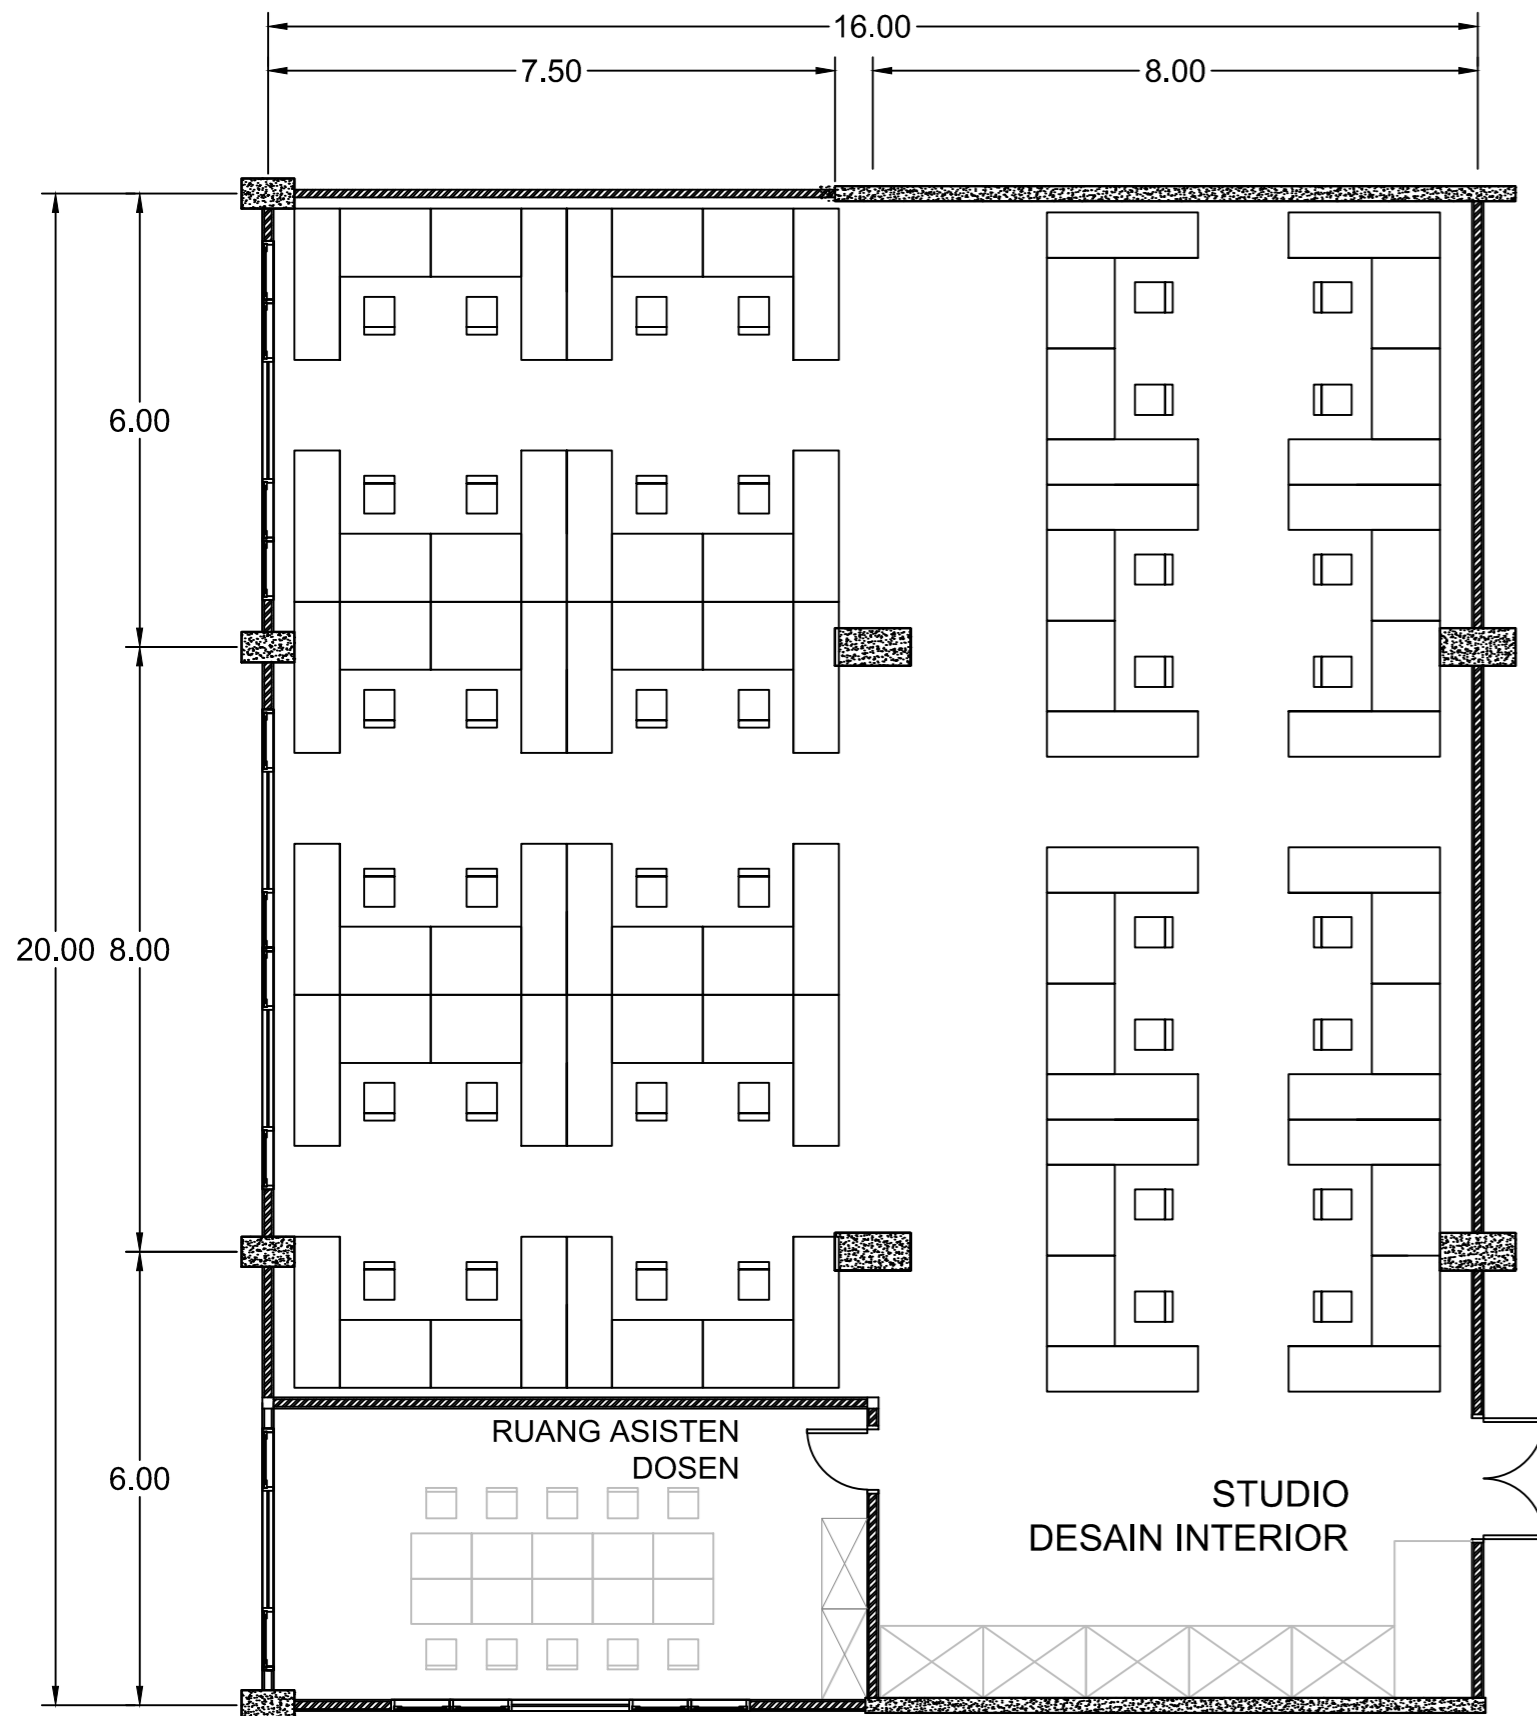 16.00
7.50
8.00
6.00
20.00
8.00
6.00
RUANG ASISTEN
DOSEN
STUDIO
DESAIN INTERIOR